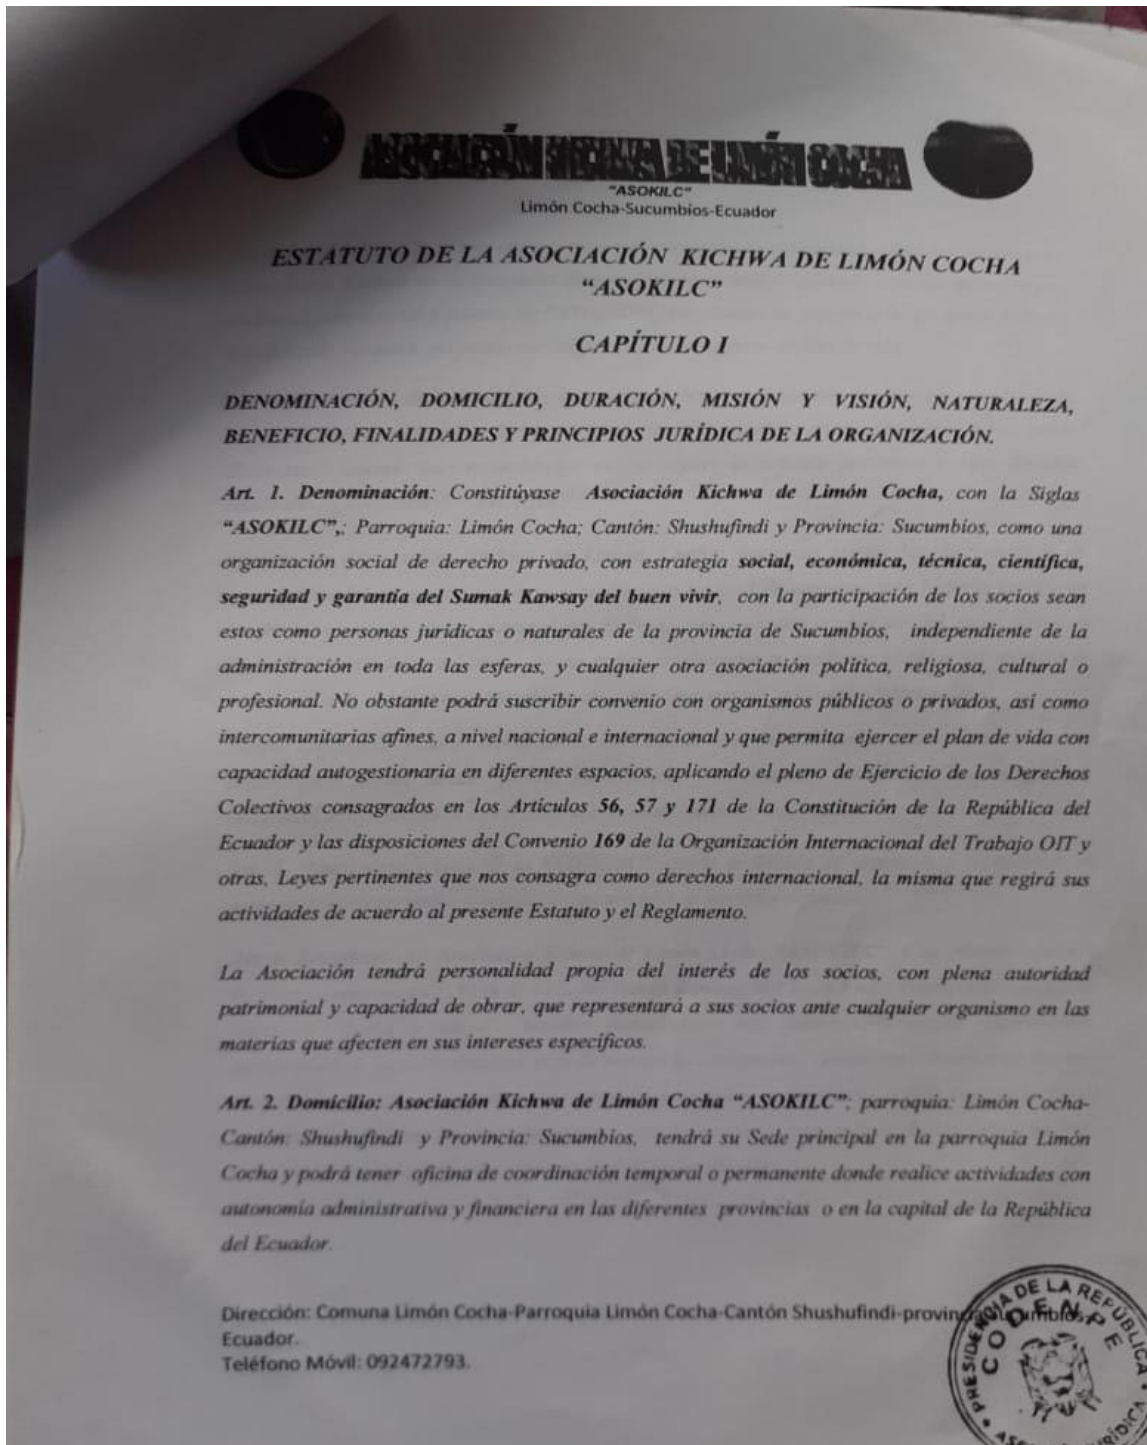 ASOCIACIÓN KICHWA DE LIMÓN COCHA
"ASOKILC"
Limón Cocha-Sucumbios-Ecuador
ESTATUTO DE LA ASOCIACIÓN KICHWA DE LIMÓN COCHA
“ASOKILC”
CAPÍTULO I
DENOMINACIÓN, DOMICILIO, DURACIÓN, MISIÓN Y VISIÓN, NATURALEZA,
BENEFICIO, FINALIDADES Y PRINCIPIOS JURÍDICA DE LA ORGANIZACIÓN.
Art. 1. Denominación: Constitúyase Asociación Kichwa de Limón Cocha, con la Siglas
“ASOKILC”,; Parroquia: Limón Cocha; Cantón: Shushufindi y Provincia: Sucumbios, como una
organización social de derecho privado, con estrategia social, económica, técnica, científica,
seguridad y garantía del Sumak Kawsay del buen vivir, con la participación de los socios sean
estos como personas jurídicas o naturales de la provincia de Sucumbíos, independiente de la
administración en toda las esferas, y cualquier otra asociación política, religiosa, cultural o
profesional. No obstante podrá suscribir convenio con organismos públicos o privados, así como
intercomunitarias afines, a nivel nacional e internacional y que permita ejercer el plan de vida con
capacidad autogestionaria en diferentes espacios, aplicando el pleno de Ejercicio de los Derechos
Colectivos consagrados en los Artículos 56, 57 y 171 de la Constitución de la República del
Ecuador y las disposiciones del Convenio 169 de la Organización Internacional del Trabajo OIT y
otras, Leyes pertinentes que nos consagra como derechos internacional, la misma que regirá sus
actividades de acuerdo al presente Estatuto y el Reglamento.
La Asociación tendrá personalidad propia del interés de los socios, con plena autoridad
patrimonial y capacidad de obrar, que representará a sus socios ante cualquier organismo en las
materias que afecten en sus intereses específicos.
Art. 2. Domicilio: Asociación Kichwa de Limón Cocha “ASOKILC”; parroquia: Limón Cocha-
Cantón: Shushufindi y Provincia: Sucumbíos, tendrá su Sede principal en la parroquia Limón
Cocha y podrá tener oficina de coordinación temporal o permanente donde realice actividades con
autonomía administrativa y financiera en las diferentes provincias o en la capital de la República
del Ecuador.
Dirección: Comuna Limón Cocha-Parroquia Limón Cocha-Cantón Shushufindi-provincia Sucumbios-
Ecuador.
Teléfono Móvil: 092472793.
PRESIDENCIA DE LA REPÚBLICA
CODENPE